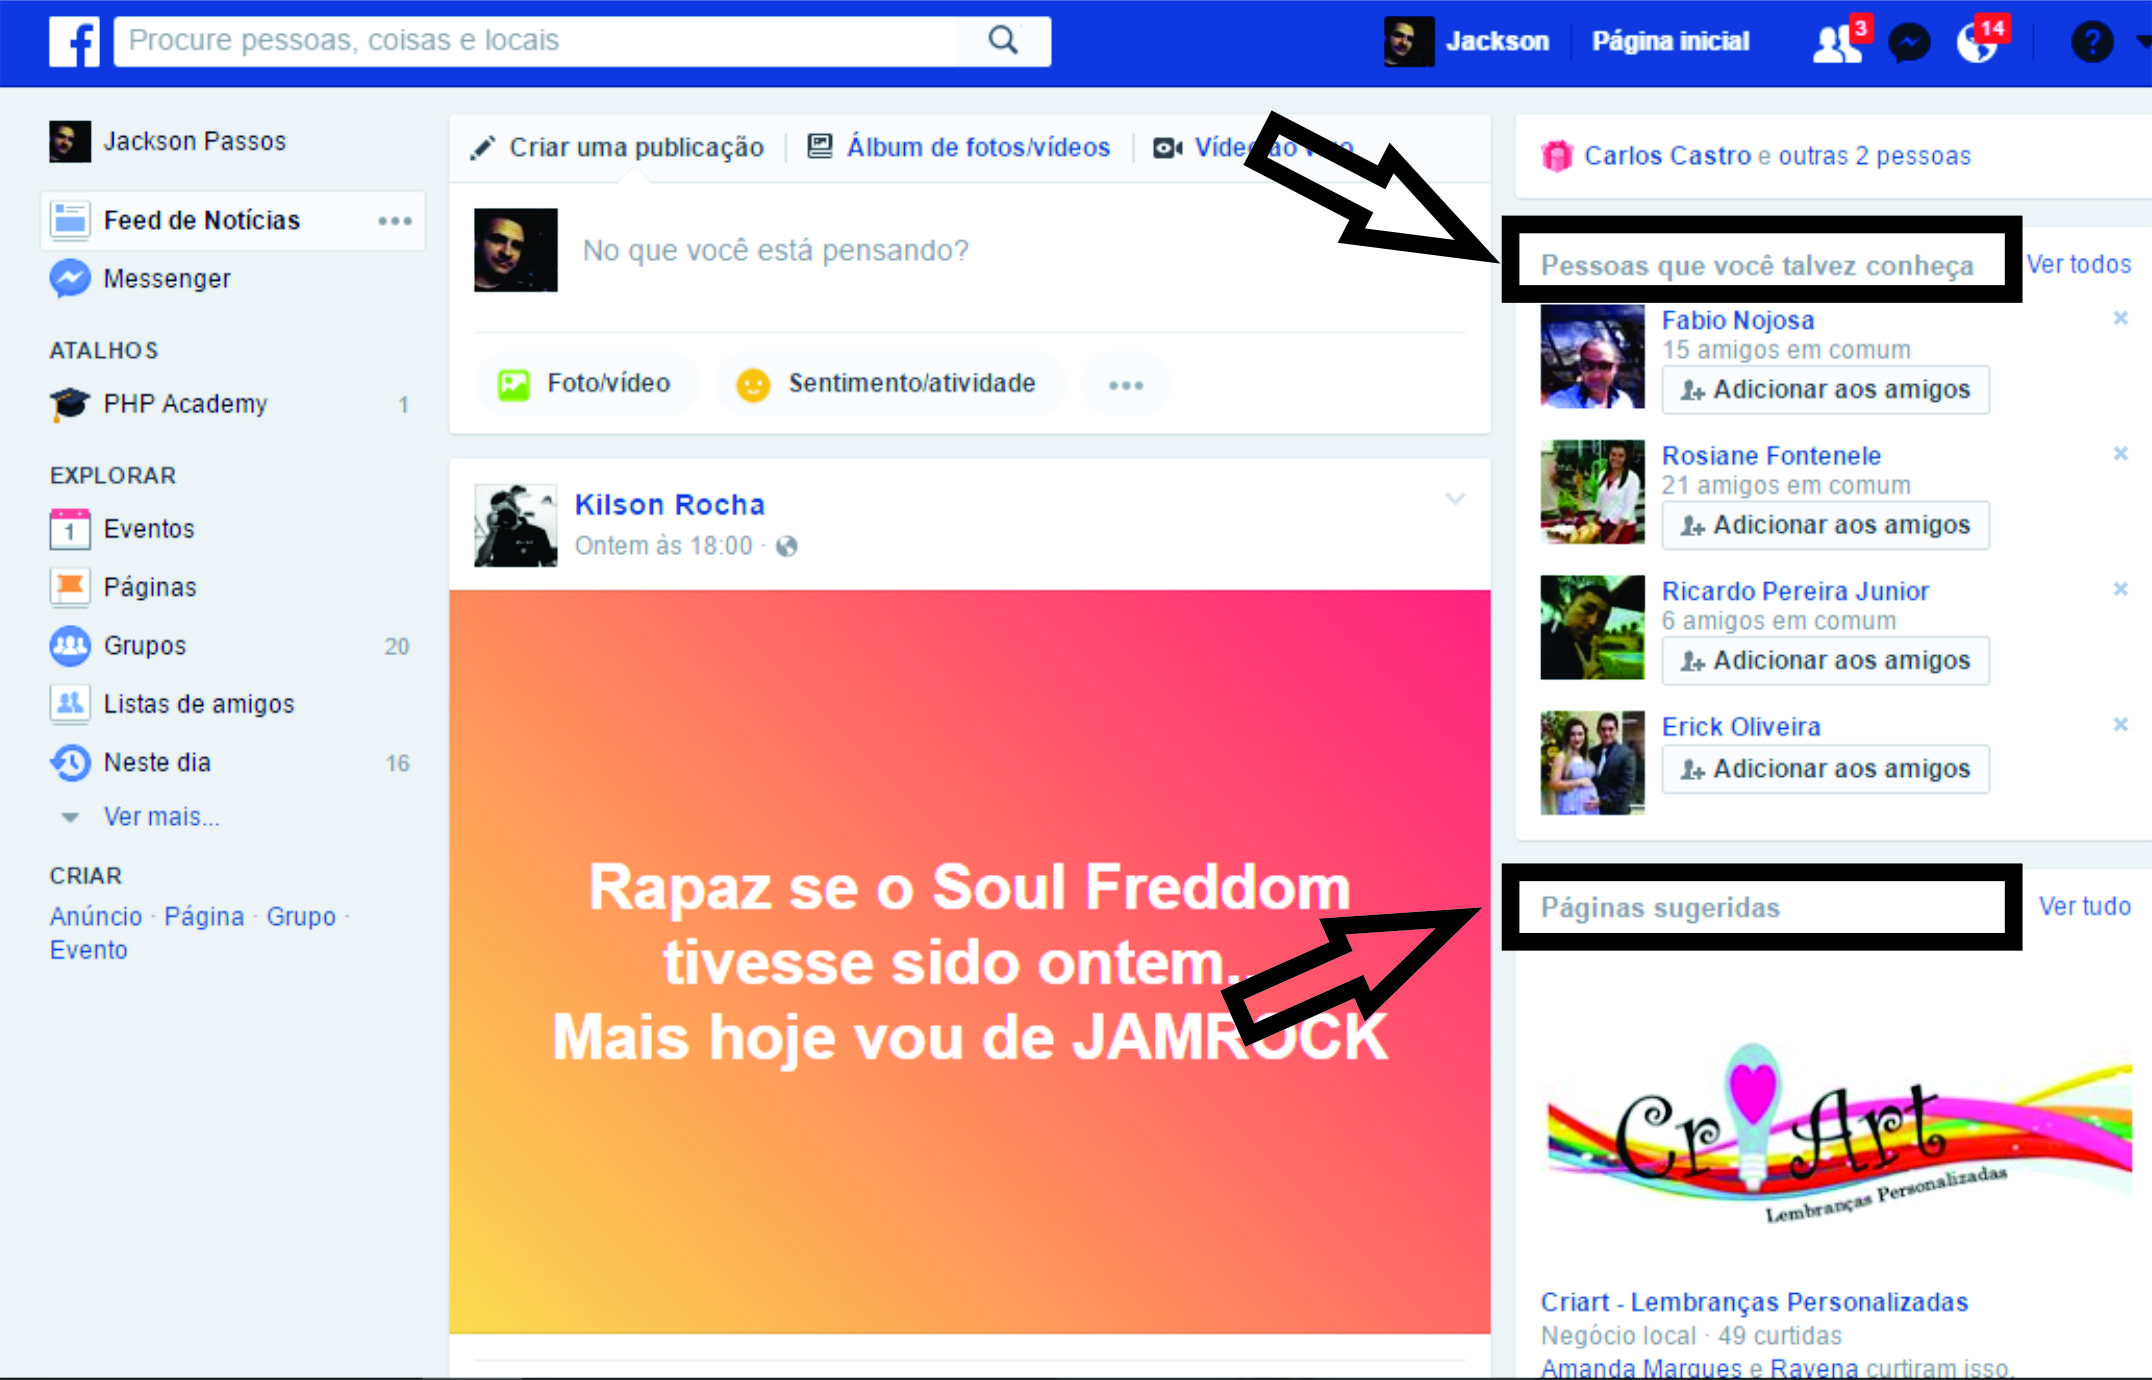 Procure pessoas, coisas e locais
Jackson
Página inicial
3
14
?
Jackson Passos
Feed de Notícias
Messenger
ATALHOS
PHP Academy 1
EXPLORAR
1
Eventos
Páginas
Grupos 20
Listas de amigos
Neste dia 16
Ver mais...
CRIAR
Anúncio · Página · Grupo ·
Evento
Criar uma publicação
Álbum de fotos/vídeos
No que você está pensando?
Foto/vídeo
Sentimento/atividade
Kilson Rocha
Ontem às 18:00 ·
Rapaz se o Soul Freddom
tivesse sido ontem..
Mais hoje vou de JAMROCK
Carlos Castro e outras 2 pessoas
Pessoas que você talvez conheça Ver todos
Fabio Nojosa
15 amigos em comum
Adicionar aos amigos
Rosiane Fontenele
21 amigos em comum
Adicionar aos amigos
Ricardo Pereira Junior
6 amigos em comum
Adicionar aos amigos
Erick Oliveira
Adicionar aos amigos
Páginas sugeridas Ver tudo
Cr Art
Lembranças Personalizadas
Criart - Lembranças Personalizadas
Negócio local · 49 curtidas
Amanda Marques e Ravena curtiram isso.